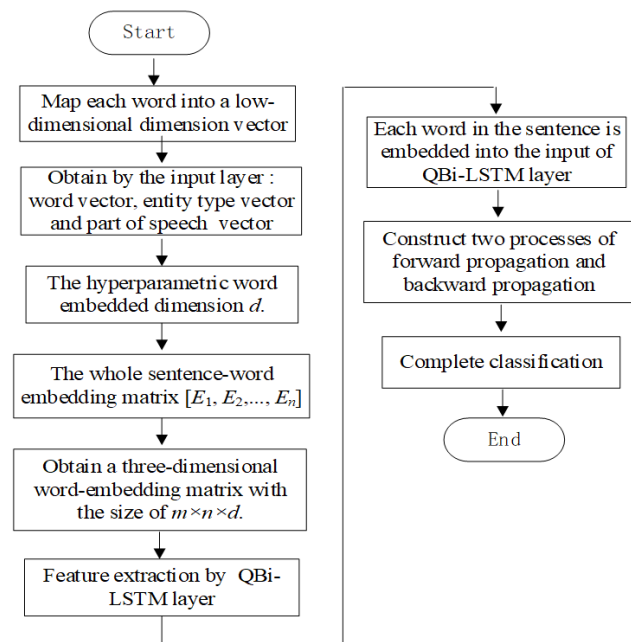 Start
Map each word into a low-
dimensional dimension vector
Obtain by the input layer :
word vector, entity type vector
and part of speech vector
The hyperparametric word
embedded dimension d.
The whole sentence-word
embedding matrix [E1, E2,..., En]
Obtain a three-dimensional
word-embedding matrix with
the size of m×n×d.
Feature extraction by QBi-
LSTM layer
Each word in the sentence is
embedded into the input of
QBi-LSTM layer
Construct two processes of
forward propagation and
backward propagation
Complete classification
End